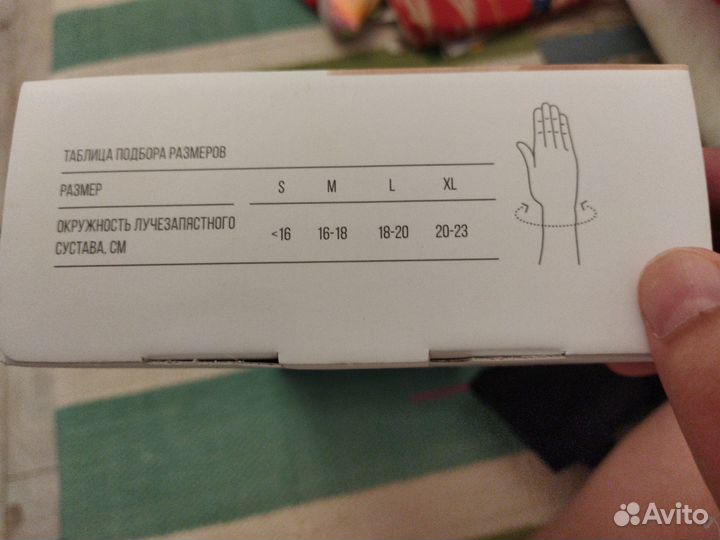 ТАБЛИЦА ПОДБОРА РАЗМЕРОВ
РАЗМЕР S M L XL
ОКРУЖНОСТЬ ЛУЧЕЗАПЯСТНОГО
СУСТАВА, СМ <16 16-18 18-20 20-23
Avito